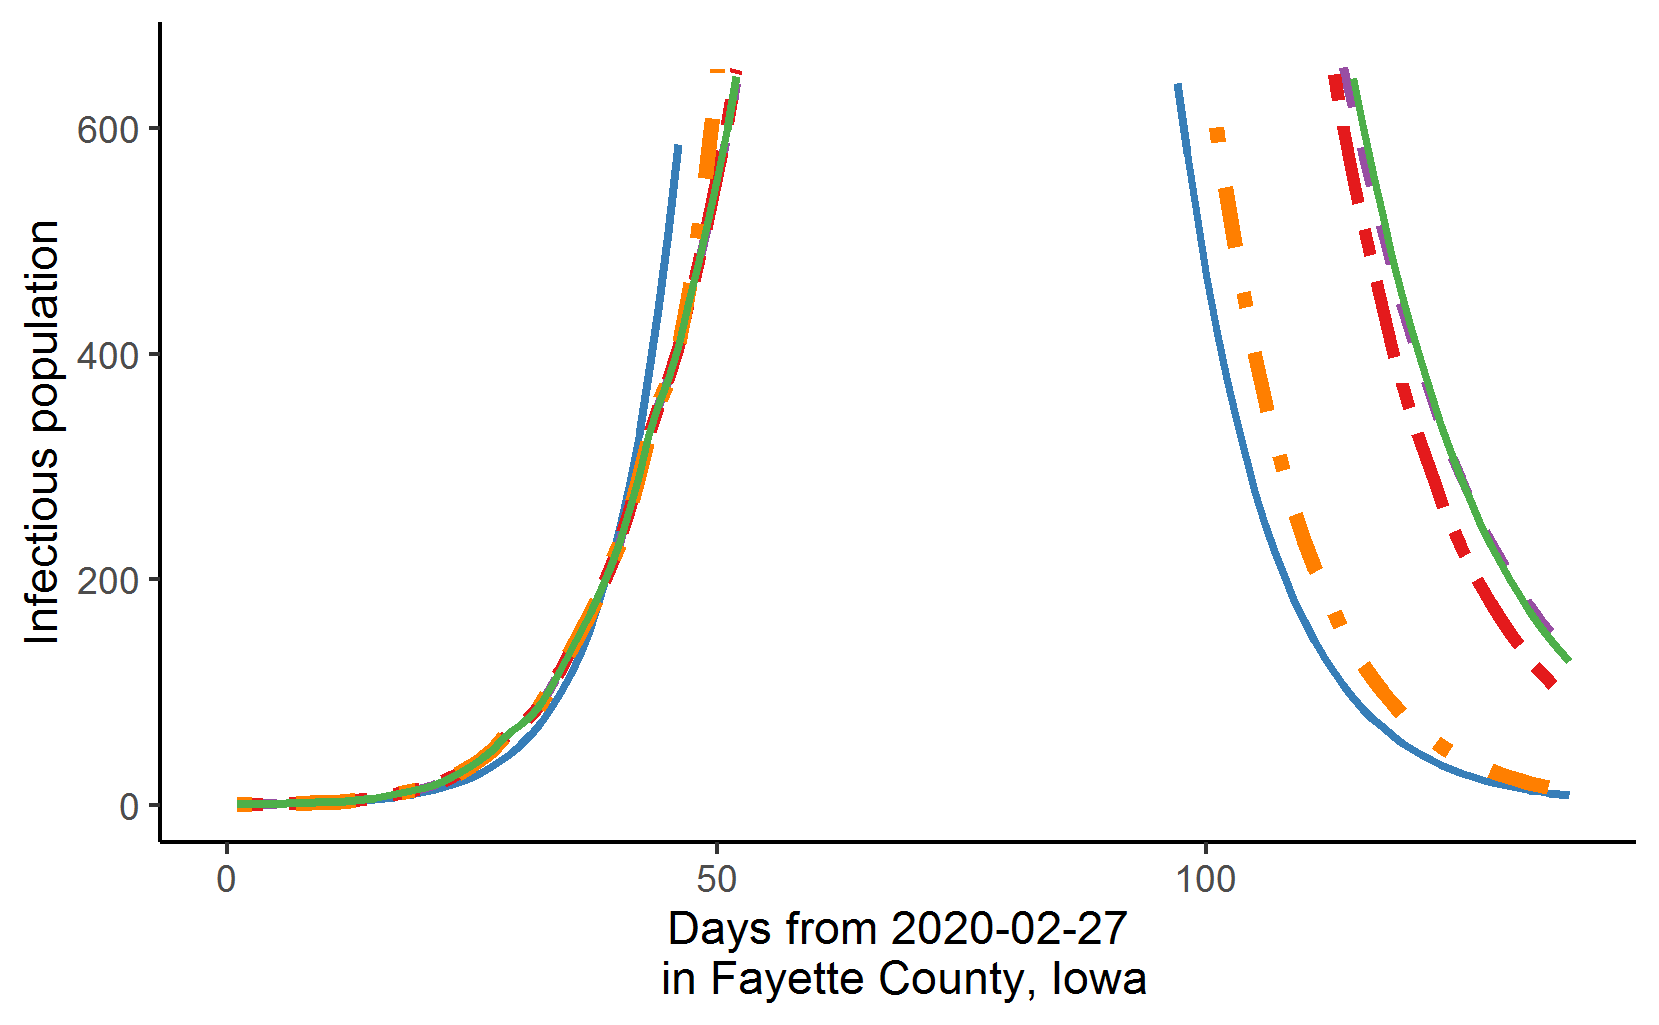 Infectious population
600
400
200
0
0 50 100
Days from 2020-02-27
in Fayette County, Iowa